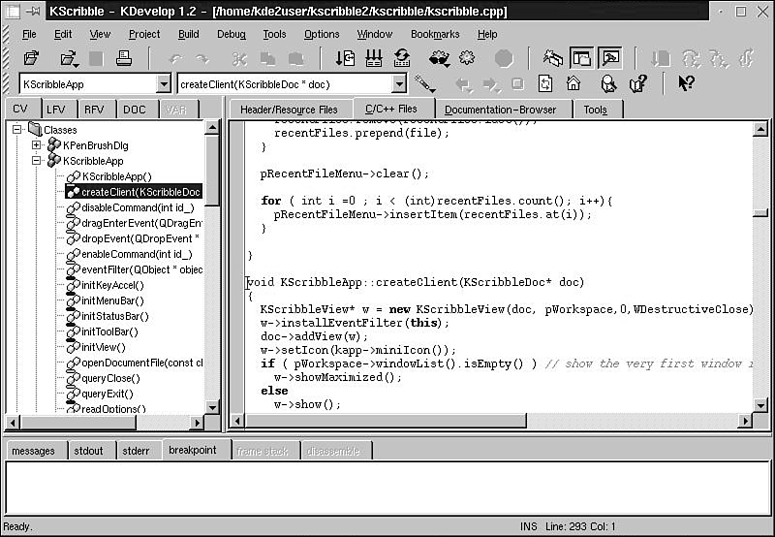 KScribble - KDevelop 1.2 - [/home/kde2user/kscribble2/kscribble/kscribble.cpp]
File Edit View Project Build Debug Tools Options Window Bookmarks Help
KScribbleApp createClient(KScribbleDoc * doc)
CV LFV RFV DOC VAR
Header/Resource Files C/C++ Files Documentation-Browser Tools
Classes
KPenBrushDlg
KScribbleApp
KScribbleApp()
createClient(KScribbleDoc
disableCommand(int id_)
dragEnterEvent(QDragEn
dropEvent(QDropEvent *
enableCommand(int id_)
eventFilter(QObject * objec
initKeyAccel()
initMenuBar()
initStatusBar()
initToolBar()
initView()
openDocumentFile(const cl
queryClose()
queryExit()
readOptions()
recentFiles.remove(recentFiles.last());
recentFiles.prepend(file);
}
pRecentFileMenu->clear();
for ( int i =0 ; i < (int)recentFiles.count(); i++){
pRecentFileMenu->insertItem(recentFiles.at(i));
}
}
void KScribbleApp::createClient(KScribbleDoc* doc)
{
KScribbleView* w = new KScribbleView(doc, pWorkspace,0,WDestructiveClose)
w->installEventFilter(this);
doc->addView(w);
w->setIcon(kapp->miniIcon());
if ( pWorkspace->windowList().isEmpty() ) // show the very first window i
w->showMaximized();
else
w->show();
messages stdout stderr breakpoint frame stack disassemble
Ready.
INS Line: 293 Col: 1